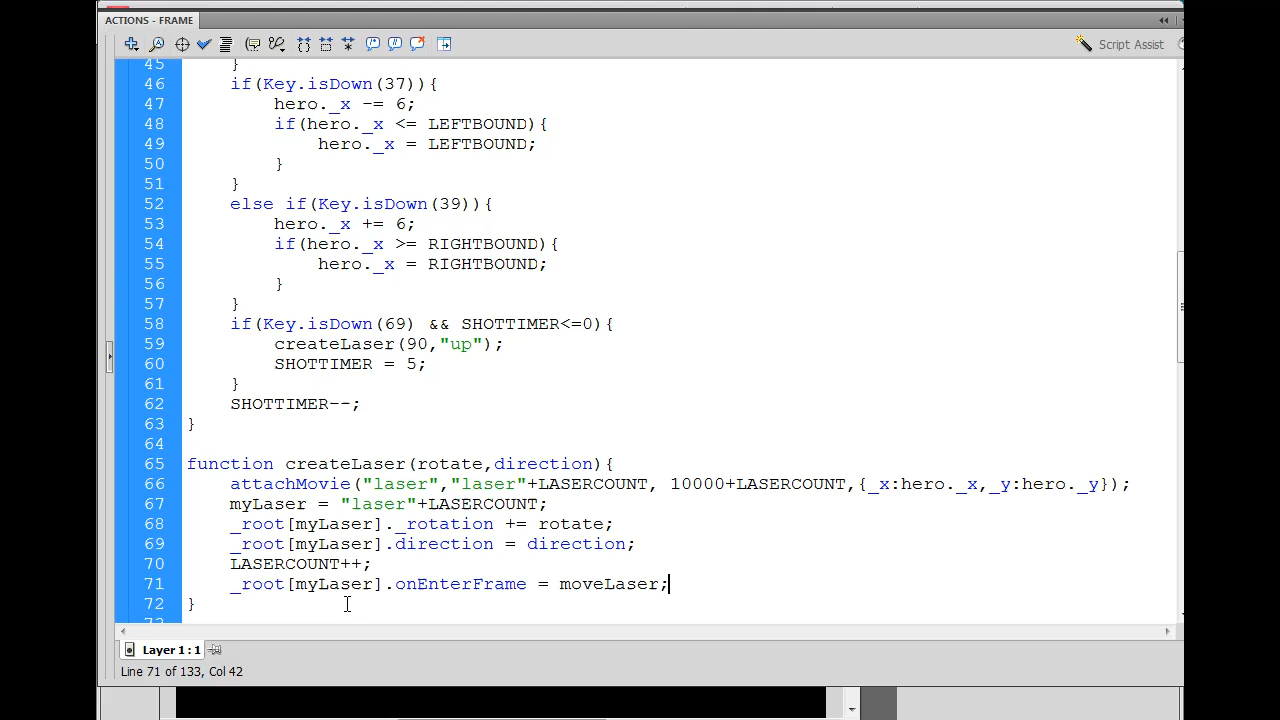 ACTIONS - FRAME
Script Assist
45 }
46 if(Key.isDown(37)){
47 hero._x -= 6;
48 if(hero._x <= LEFTBOUND){
49 hero._x = LEFTBOUND;
50 }
51 }
52 else if(Key.isDown(39)){
53 hero._x += 6;
54 if(hero._x >= RIGHTBOUND){
55 hero._x = RIGHTBOUND;
56 }
57 }
58 if(Key.isDown(69) && SHOTTIMER<=0){
59 createLaser(90,"up");
60 SHOTTIMER = 5;
61 }
62 SHOTTIMER--;
63 }
64
65 function createLaser(rotate,direction){
66 attachMovie("laser","laser"+LASERCOUNT, 10000+LASERCOUNT,{_x:hero._x,_y:hero._y});
67 myLaser = "laser"+LASERCOUNT;
68 _root[myLaser]._rotation += rotate;
69 _root[myLaser].direction = direction;
70 LASERCOUNT++;
71 _root[myLaser].onEnterFrame = moveLaser;
72 }
Layer 1 : 1
Line 71 of 133, Col 42